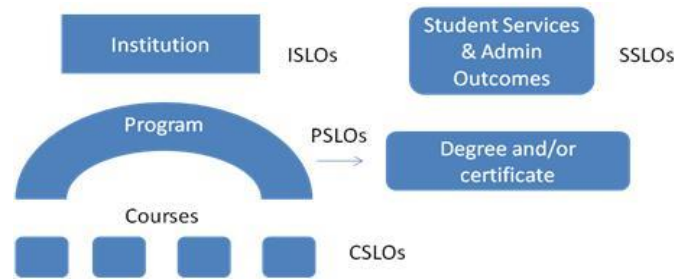 Institution
ISLOs
Student Services
& Admin
Outcomes
SSLOs
Program
PSLOs
Degree and/or
certificate
Courses
CSLOs